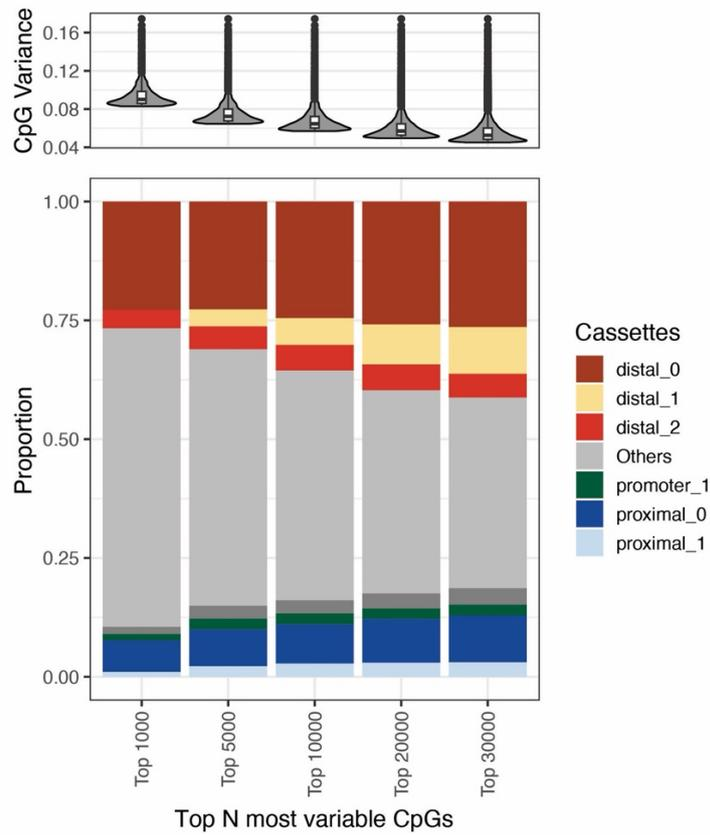 CpG Variance
0.16
0.12
0.08
0.04
Proportion
1.00
0.75
0.50
0.25
0.00
Top 1000
Top 5000
Top 10000
Top 20000
Top 30000
Top N most variable CpGs
Cassettes
distal_0
distal_1
distal_2
Others
promoter_1
proximal_0
proximal_1